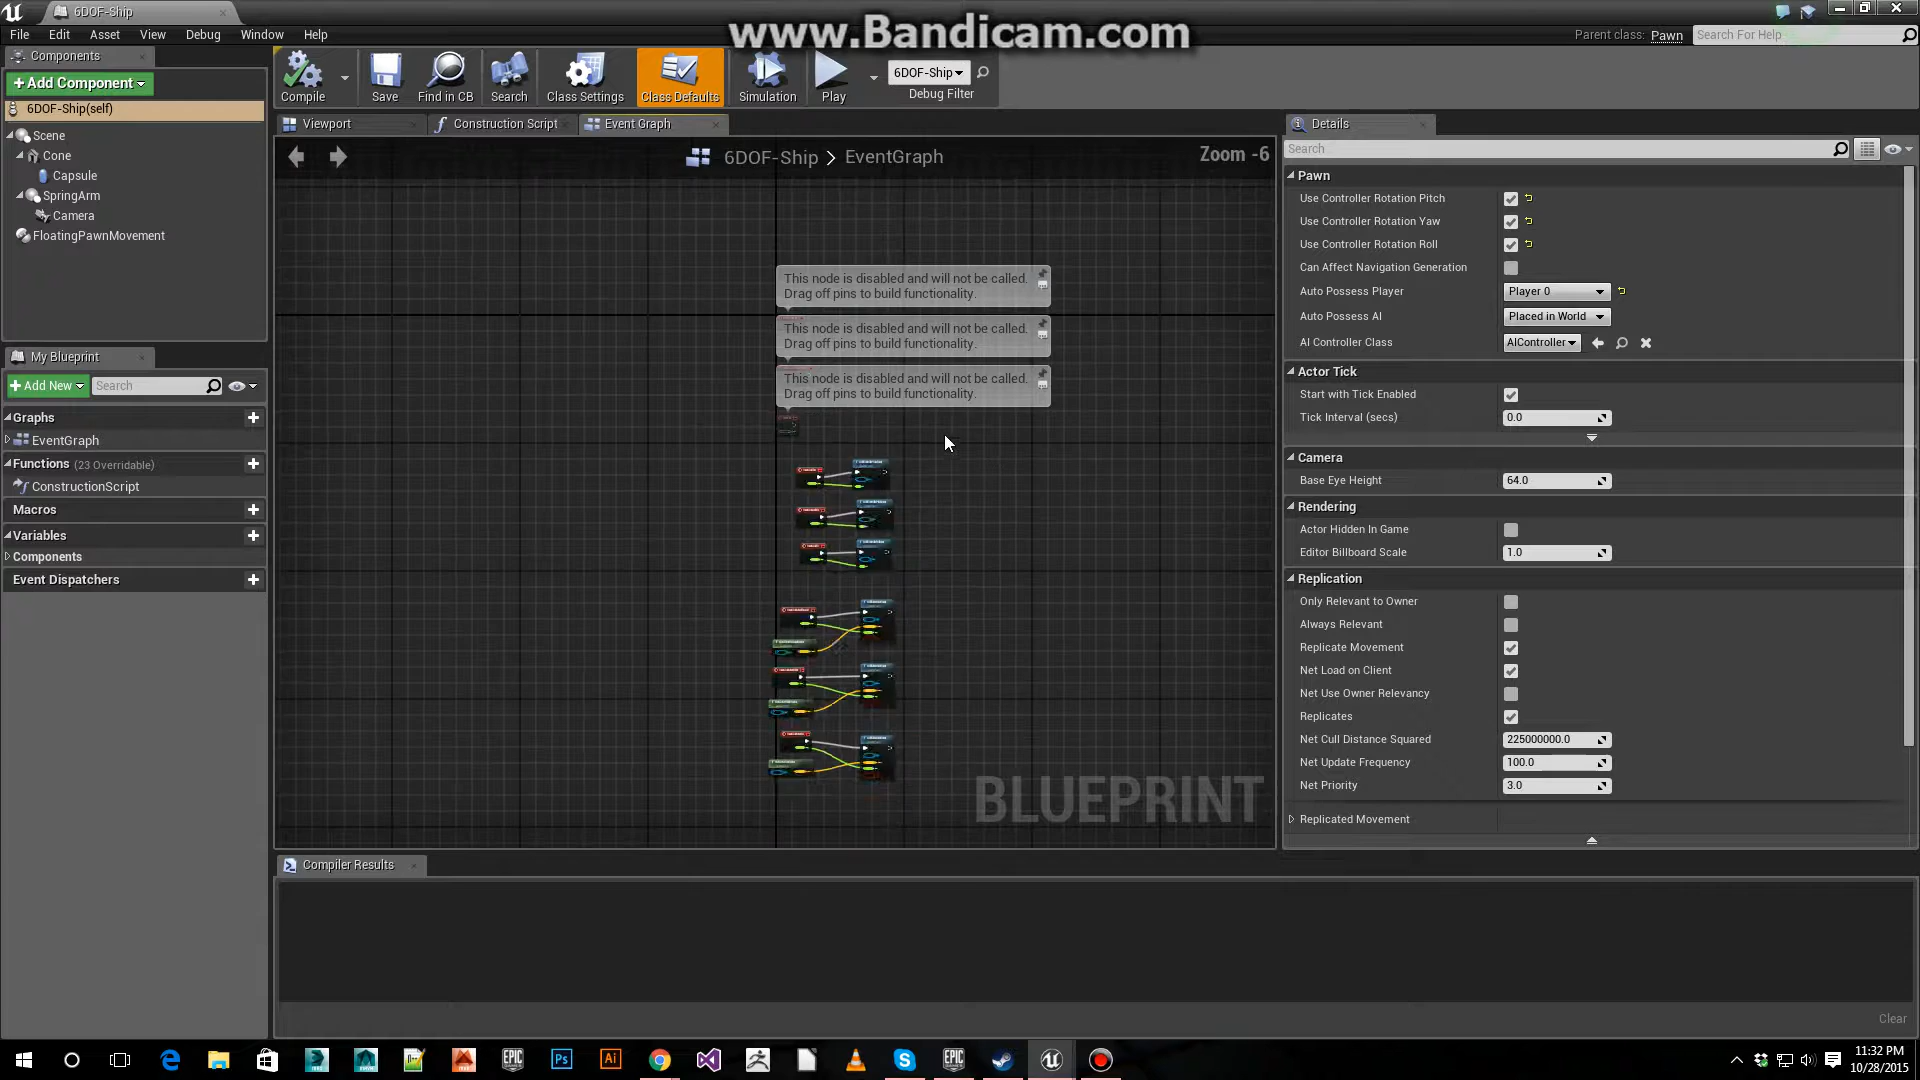 6DOF-Ship
www.Bandicam.com
File Edit Asset View Debug Window Help
Parent class: Pawn
Search For Help
Components
+Add Component
6DOF-Ship(self)
Scene
Cone
Capsule
SpringArm
Camera
FloatingPawnMovement
Compile
Save
Find in CB
Search
Class Settings
Class Defaults
Simulation
Play
6DOF-Ship
Debug Filter
Viewport
Construction Script
Event Graph
6DOF-Ship > EventGraph
Zoom -6
This node is disabled and will not be called.
Drag off pins to build functionality.
This node is disabled and will not be called.
Drag off pins to build functionality.
This node is disabled and will not be called.
Drag off pins to build functionality.
BLUEPRINT
My Blueprint
+Add New
Search
Graphs
EventGraph
Functions (23 Overridable)
ConstructionScript
Macros
Variables
Components
Event Dispatchers
Details
Search
Pawn
Use Controller Rotation Pitch
Use Controller Rotation Yaw
Use Controller Rotation Roll
Can Affect Navigation Generation
Auto Possess Player Player 0
Auto Possess AI Placed in World
AI Controller Class AIController
Actor Tick
Start with Tick Enabled
Tick Interval (secs) 0.0
Camera
Base Eye Height 64.0
Rendering
Actor Hidden In Game
Editor Billboard Scale 1.0
Replication
Only Relevant to Owner
Always Relevant
Replicate Movement
Net Load on Client
Net Use Owner Relevancy
Replicates
Net Cull Distance Squared 225000000.0
Net Update Frequency 100.0
Net Priority 3.0
Replicated Movement
Compiler Results
Clear
EPIC GAMES
Ps
Ai
EPIC GAMES
11:32 PM
10/28/2015